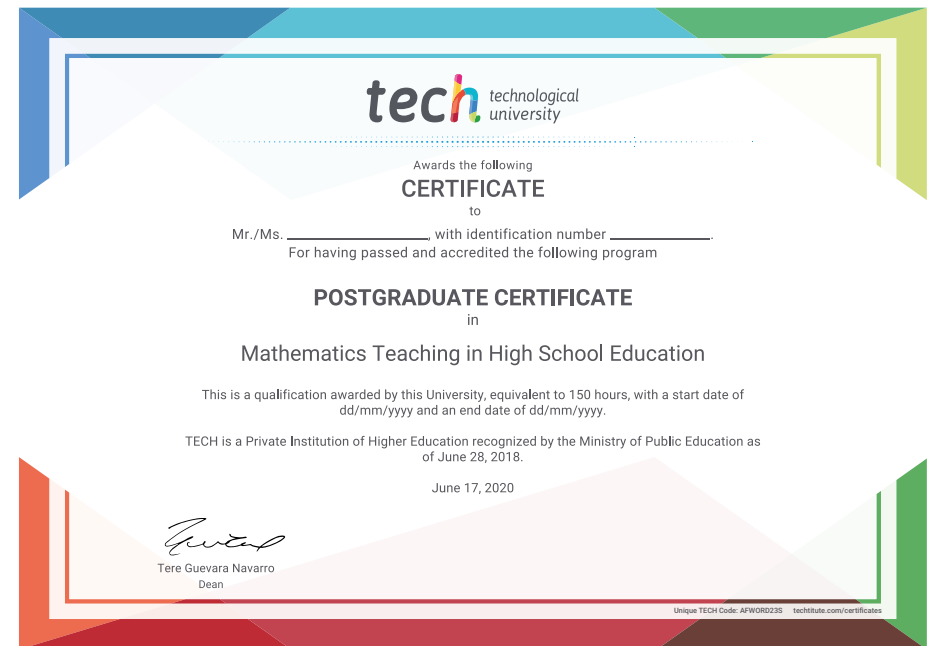 tech technological
university
Awards the following
CERTIFICATE
to
Mr./Ms. ____________________, with identification number ______________.
For having passed and accredited the following program
POSTGRADUATE CERTIFICATE
in
Mathematics Teaching in High School Education
This is a qualification awarded by this University, equivalent to 150 hours, with a start date of
dd/mm/yyyy and an end date of dd/mm/yyyy.
TECH is a Private Institution of Higher Education recognized by the Ministry of Public Education as
of June 28, 2018.
June 17, 2020
Tere Guevara Navarro
Dean
Unique TECH Code: AFWORD23S techtitute.com/certificates